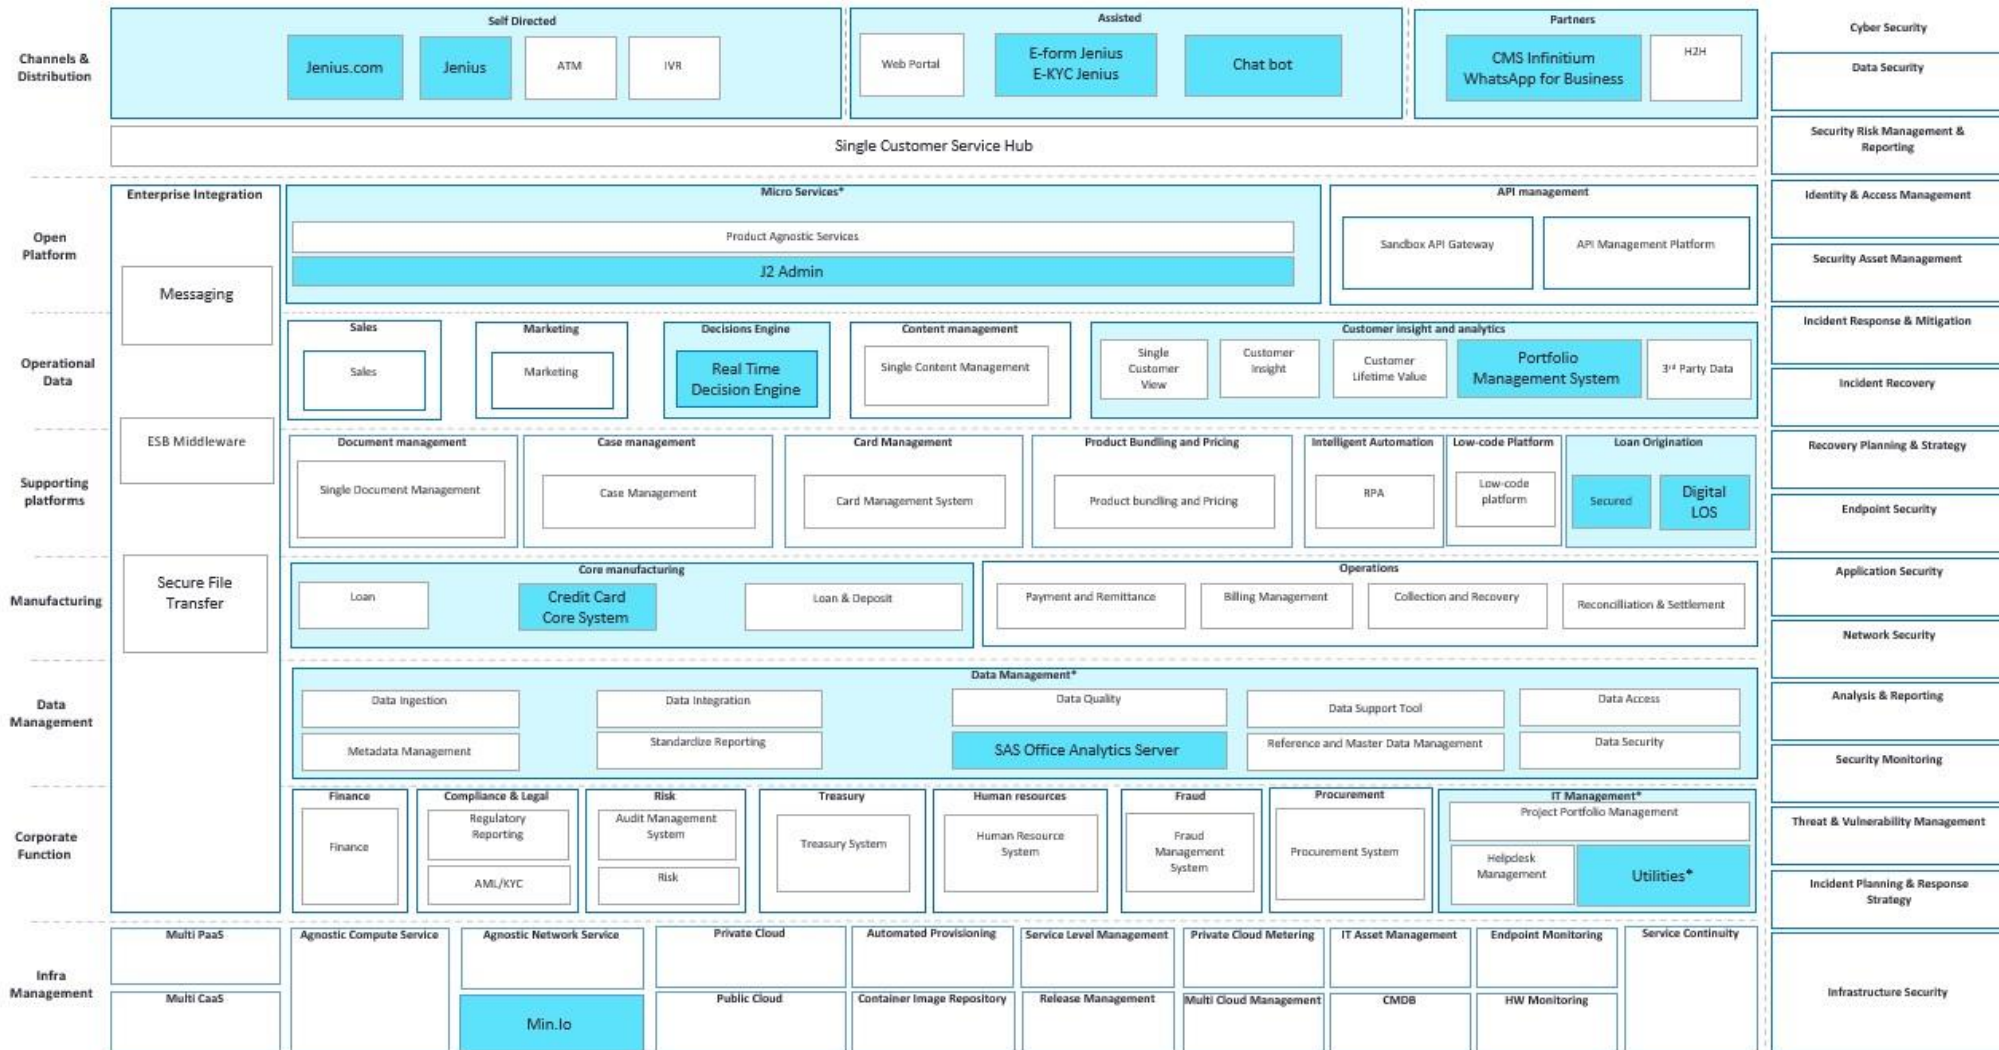 Channels &
Distribution
Self Directed
Jenius.com
Jenius
ATM
IVR
Assisted
Web Portal
E-form Jenius
E-KYC Jenius
Chat bot
Partners
CMS Infinitium
WhatsApp for Business
H2H
Single Customer Service Hub
Enterprise Integration
Messaging
ESB Middleware
Secure File
Transfer
Open
Platform
Micro Services*
Product Agnostic Services
J2 Admin
API management
Sandbox API Gateway
API Management Platform
Operational
Data
Sales
Sales
Marketing
Marketing
Decisions Engine
Real Time
Decision Engine
Content management
Single Content Management
Customer insight and analytics
Single
Customer
View
Customer
Insight
Customer
Lifetime Value
Portfolio
Management System
3rd Party Data
Supporting
platforms
Document management
Single Document Management
Case management
Case Management
Card Management
Card Management System
Product Bundling and Pricing
Product bundling and Pricing
Intelligent Automation
RPA
Low-code Platform
Low-code
platform
Loan Origination
Secured
Digital
LOS
Manufacturing
Core manufacturing
Loan
Credit Card
Core System
Loan & Deposit
Operations
Payment and Remittance
Billing Management
Collection and Recovery
Reconcilliation & Settlement
Data
Management
Data Management*
Data Ingestion
Data Integration
Data Quality
Data Support Tool
Data Access
Metadata Management
Standardize Reporting
SAS Office Analytics Server
Reference and Master Data Management
Data Security
Corporate
Function
Finance
Finance
Compliance & Legal
Regulatory
Reporting
AML/KYC
Risk
Audit Management
System
Risk
Treasury
Treasury System
Human resources
Human Resource
System
Fraud
Fraud
Management
System
Procurement
Procurement System
IT Management*
Project Portfolio Management
Helpdesk
Management
Utilities*
Infra
Management
Multi PaaS
Multi CaaS
Agnostic Compute Service
Agnostic Network Service
Min.Io
Private Cloud
Public Cloud
Automated Provisioning
Container Image Repository
Service Level Management
Release Management
Private Cloud Metering
Multi Cloud Management
IT Asset Management
CMDB
Endpoint Monitoring
HW Monitoring
Service Continuity
Cyber Security
Data Security
Security Risk Management &
Reporting
Identity & Access Management
Security Asset Management
Incident Response & Mitigation
Incident Recovery
Recovery Planning & Strategy
Endpoint Security
Application Security
Network Security
Analysis & Reporting
Security Monitoring
Threat & Vulnerability Management
Incident Planning & Response
Strategy
Infrastructure Security